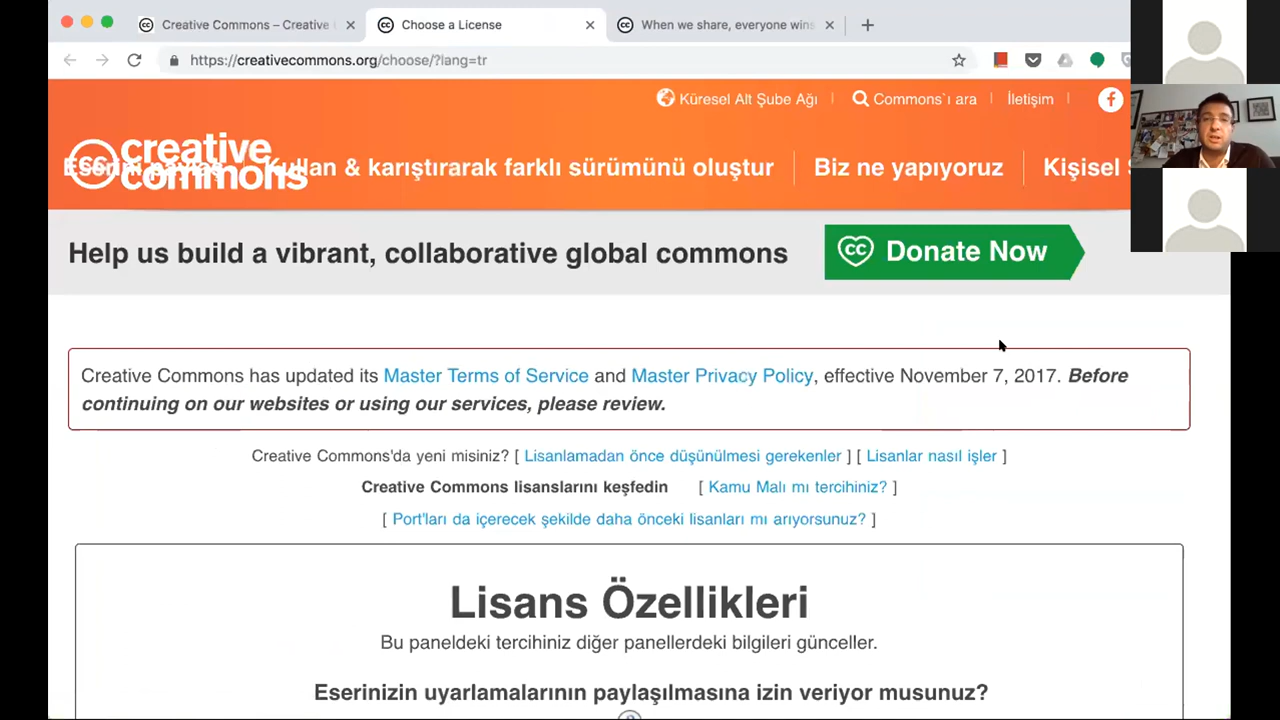 Creative Commons – Creative
Choose a License
When we share, everyone wins
https://creativecommons.org/choose/?lang=tr
Küresel Alt Şube Ağı
Commons`ı ara
İletişim
creative
commons
Eserini paylaş
Kullan & karıştırarak farklı sürümünü oluştur
Biz ne yapıyoruz
Kişisel
Help us build a vibrant, collaborative global commons
cc Donate Now
Creative Commons has updated its Master Terms of Service and Master Privacy Policy, effective November 7, 2017. Before
continuing on our websites or using our services, please review.
Creative Commons'da yeni misiniz? [ Lisanlamadan önce düşünülmesi gerekenler ] [ Lisanlar nasıl işler ]
Creative Commons lisanslarını keşfedin [ Kamu Malı mı tercihiniz? ]
[ Port'ları da içerecek şekilde daha önceki lisanları mı arıyorsunuz? ]
Lisans Özellikleri
Bu paneldeki tercihiniz diğer panellerdeki bilgileri günceller.
Eserinizin uyarlamalarının paylaşılmasına izin veriyor musunuz?